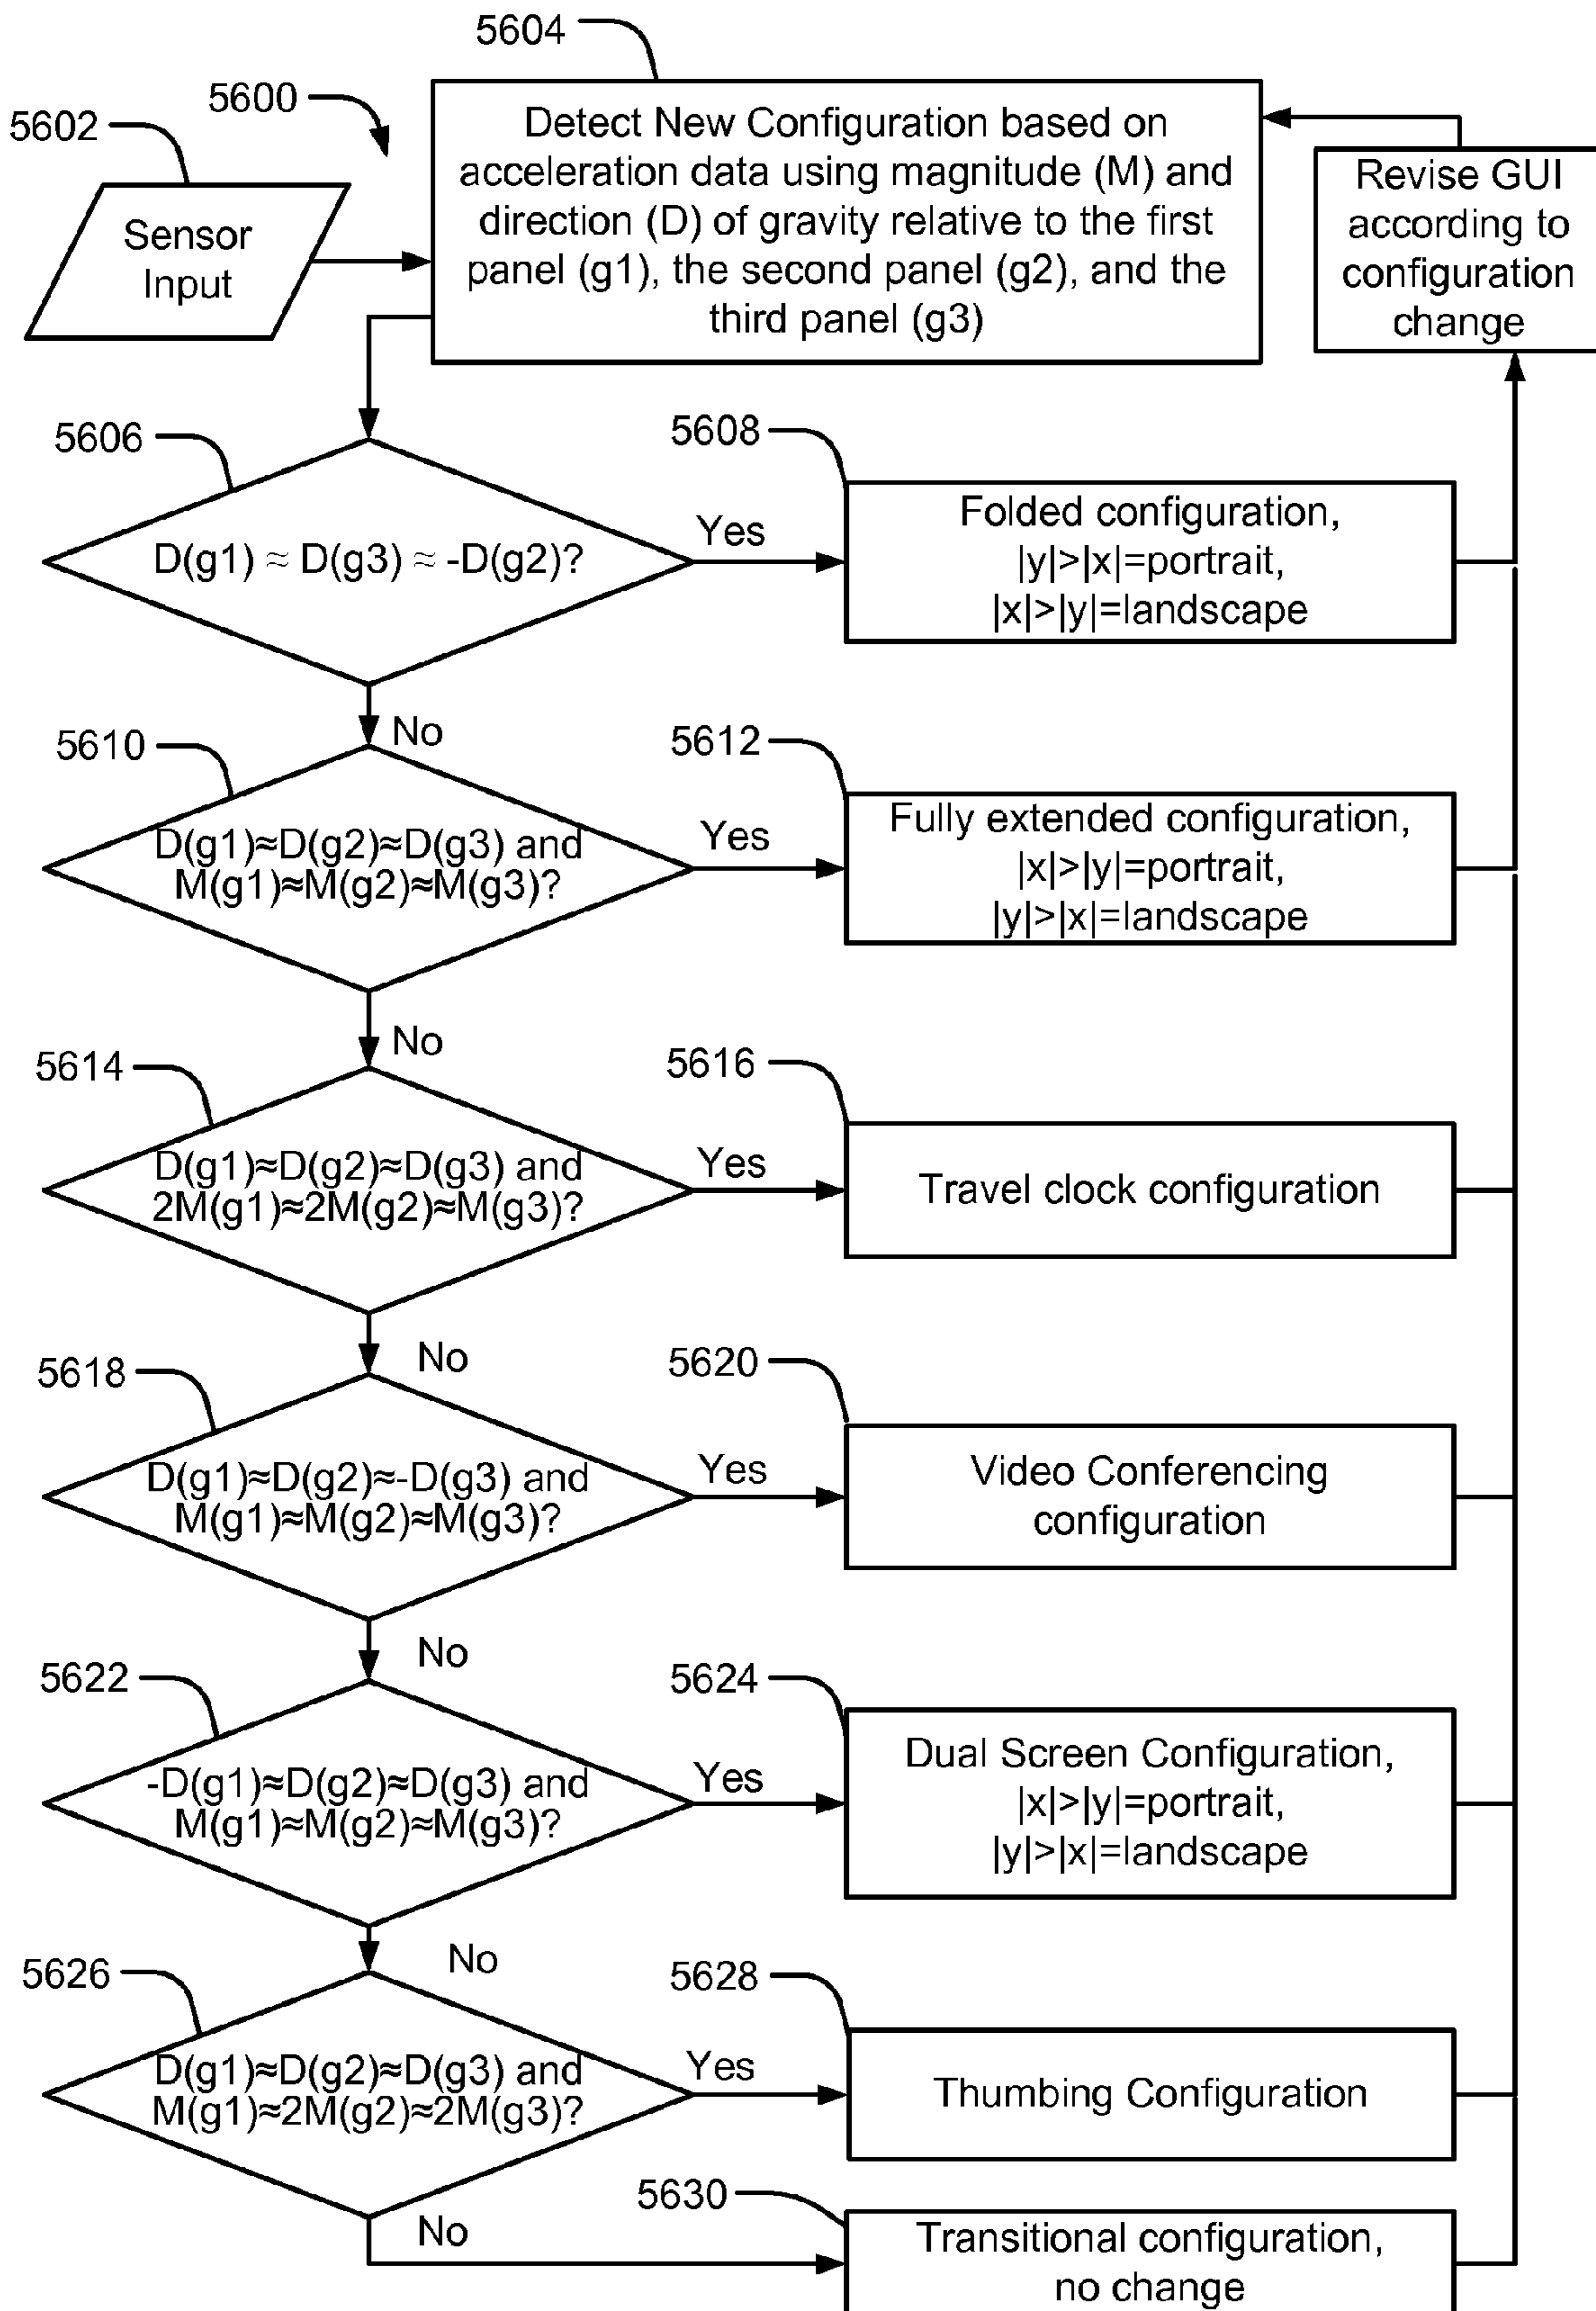 5604
5600
5602
Detect New Configuration based on
acceleration data using magnitude (M) and
direction (D) of gravity relative to the first
panel (g1), the second panel (g2), and the
third panel (g3)
Revise GUI
according to
configuration
change
Sensor
Input
5606
5608
D(g1) ≈ D(g3) ≈ -D(g2)?
Yes
Folded configuration,
|y|>|x|=portrait,
|x|>|y|=landscape
No
5610
5612
D(g1)≈D(g2)≈D(g3) and
M(g1)≈M(g2)≈M(g3)?
Yes
Fully extended configuration,
|x|>|y|=portrait,
|y|>|x|=landscape
No
5614
5616
D(g1)≈D(g2)≈D(g3) and
2M(g1)≈2M(g2)≈M(g3)?
Yes
Travel clock configuration
No
5618
5620
D(g1)≈D(g2)≈-D(g3) and
M(g1)≈M(g2)≈M(g3)?
Yes
Video Conferencing
configuration
No
5622
5624
-D(g1)≈D(g2)≈D(g3) and
M(g1)≈M(g2)≈M(g3)?
Yes
Dual Screen Configuration,
|x|>|y|=portrait,
|y|>|x|=landscape
No
5626
5628
D(g1)≈D(g2)≈D(g3) and
M(g1)≈2M(g2)≈2M(g3)?
Yes
Thumbing Configuration
No
5630
Transitional configuration,
no change